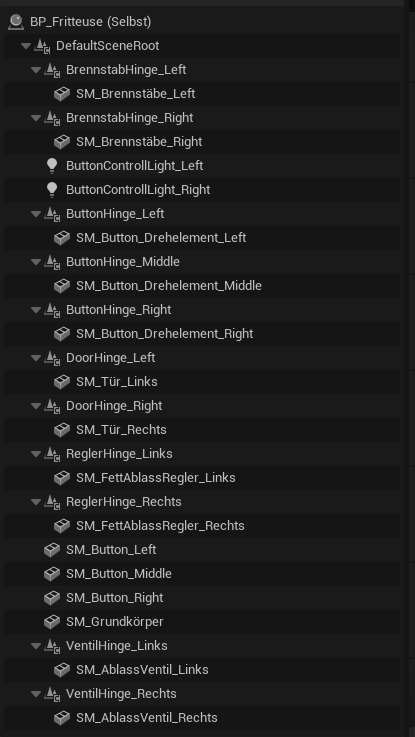 BP_Fritteuse (Selbst)
DefaultSceneRoot
BrennstabHinge_Left
SM_Brennstäbe_Left
BrennstabHinge_Right
SM_Brennstäbe_Right
ButtonControllLight_Left
ButtonControllLight_Right
ButtonHinge_Left
SM_Button_Drehelement_Left
ButtonHinge_Middle
SM_Button_Drehelement_Middle
ButtonHinge_Right
SM_Button_Drehelement_Right
DoorHinge_Left
SM_Tür_Links
DoorHinge_Right
SM_Tür_Rechts
ReglerHinge_Links
SM_FettAblassRegler_Links
ReglerHinge_Rechts
SM_FettAblassRegler_Rechts
SM_Button_Left
SM_Button_Middle
SM_Button_Right
SM_Grundkörper
VentilHinge_Links
SM_AblassVentil_Links
VentilHinge_Rechts
SM_AblassVentil_Rechts